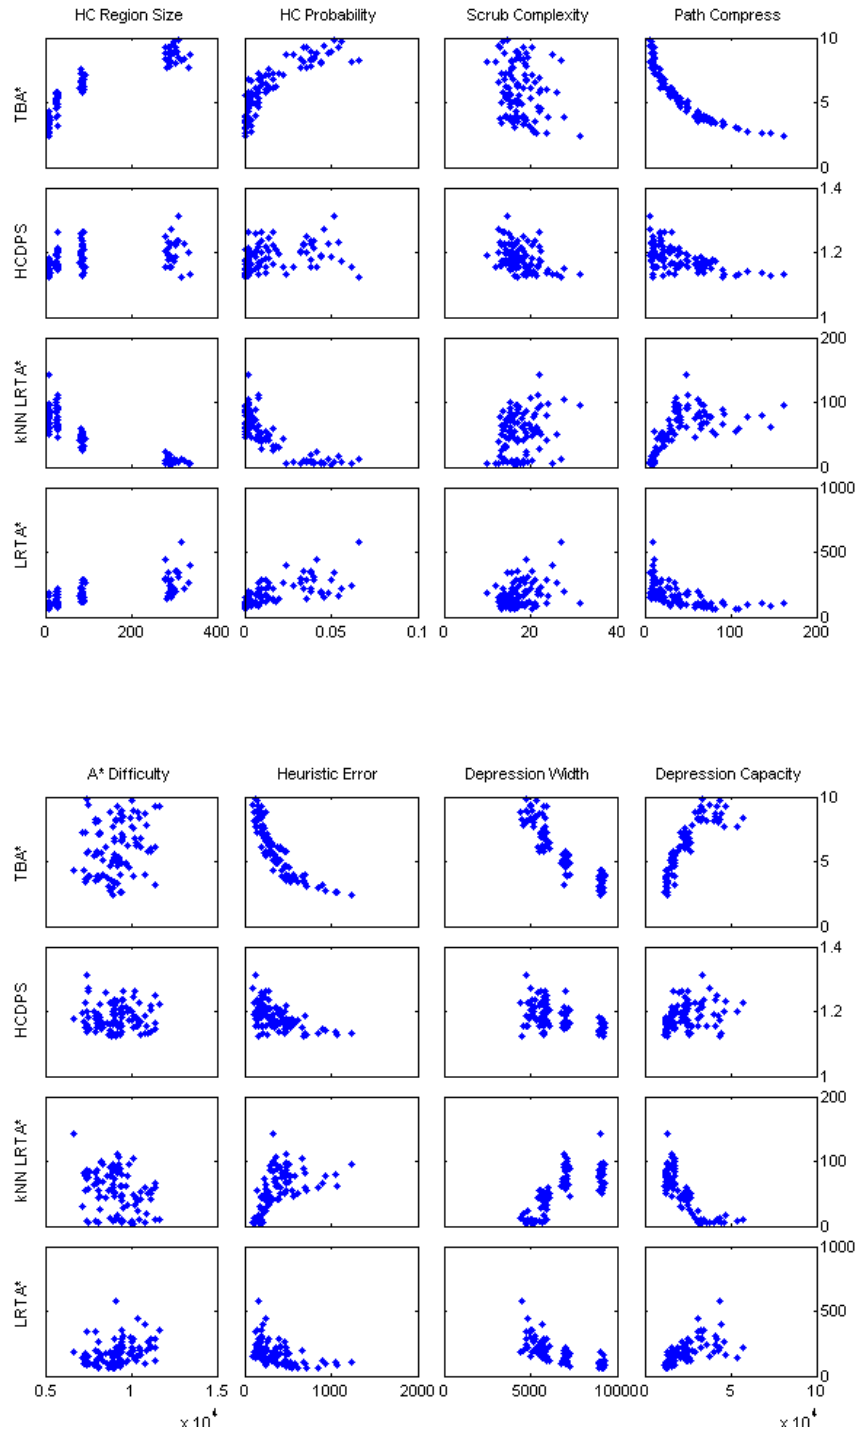 HC Region Size HC Probability Scrub Complexity Path Compress
TBA*
10
5
0
HCDPS
1.4
1.2
1
kNN LRTA*
200
100
0
LRTA*
1000
500
0
0 200 400 0 0.05 0.1 0 20 40 0 100 200
A* Difficulty Heuristic Error Depression Width Depression Capacity
TBA*
10
5
0
HCDPS
1.4
1.2
1
kNN LRTA*
200
100
0
LRTA*
1000
500
0
0.5 1 1.5 0 1000 2000 0 5000 10000 0 5 10
x 10⁴ x 10⁴